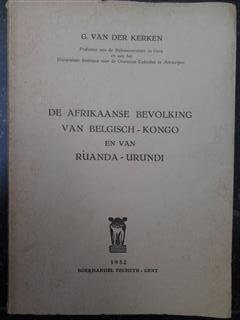 G. VAN DER KERKEN
Professor aan de Rijksuniversiteit te Gent
en aan het
Universitair Instituut voor de Overzeese Gebieden te Antwerpen
DE AFRIKAANSE BEVOLKING
VAN BELGISCH-KONGO
EN VAN
RUANDA-URUNDI
1952
BOEKHANDEL FECHEYR - GENT